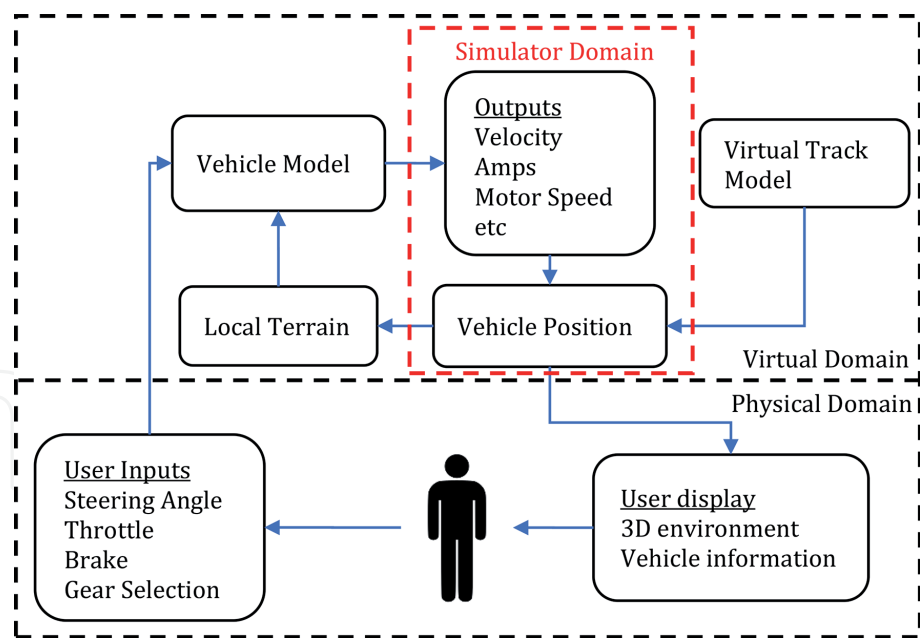 Simulator Domain
Outputs
Velocity
Amps
Motor Speed
etc
Vehicle Model
Virtual Track
Model
Local Terrain
Vehicle Position
Virtual Domain
Physical Domain
User Inputs
Steering Angle
Throttle
Brake
Gear Selection
User display
3D environment
Vehicle information